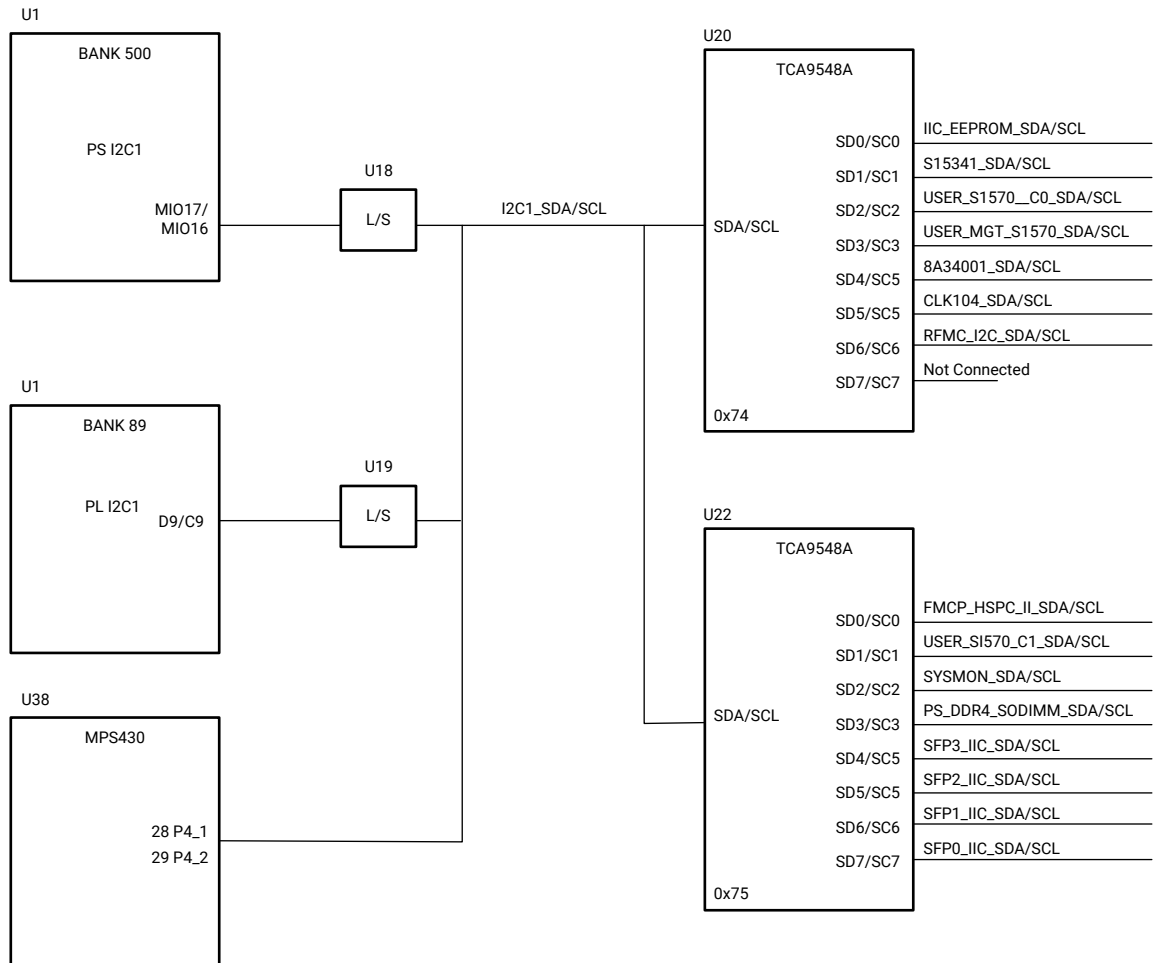 U1
BANK 500
PS I2C1
MIO17/
MIO16
U18
L/S
I2C1_SDA/SCL
U1
BANK 89
PL I2C1
D9/C9
U19
L/S
U38
MPS430
28 P4_1
29 P4_2
U20
TCA9548A
SDA/SCL
SD0/SC0 IIC_EEPROM_SDA/SCL
SD1/SC1 S15341_SDA/SCL
SD2/SC2 USER_S1570__C0_SDA/SCL
SD3/SC3 USER_MGT_S1570_SDA/SCL
SD4/SC5 8A34001_SDA/SCL
SD5/SC5 CLK104_SDA/SCL
SD6/SC6 RFMC_I2C_SDA/SCL
SD7/SC7 Not Connected
0x74
U22
TCA9548A
SDA/SCL
SD0/SC0 FMCP_HSPC_II_SDA/SCL
SD1/SC1 USER_SI570_C1_SDA/SCL
SD2/SC2 SYSMON_SDA/SCL
SD3/SC3 PS_DDR4_SODIMM_SDA/SCL
SD4/SC5 SFP3_IIC_SDA/SCL
SD5/SC5 SFP2_IIC_SDA/SCL
SD6/SC6 SFP1_IIC_SDA/SCL
SD7/SC7 SFP0_IIC_SDA/SCL
0x75